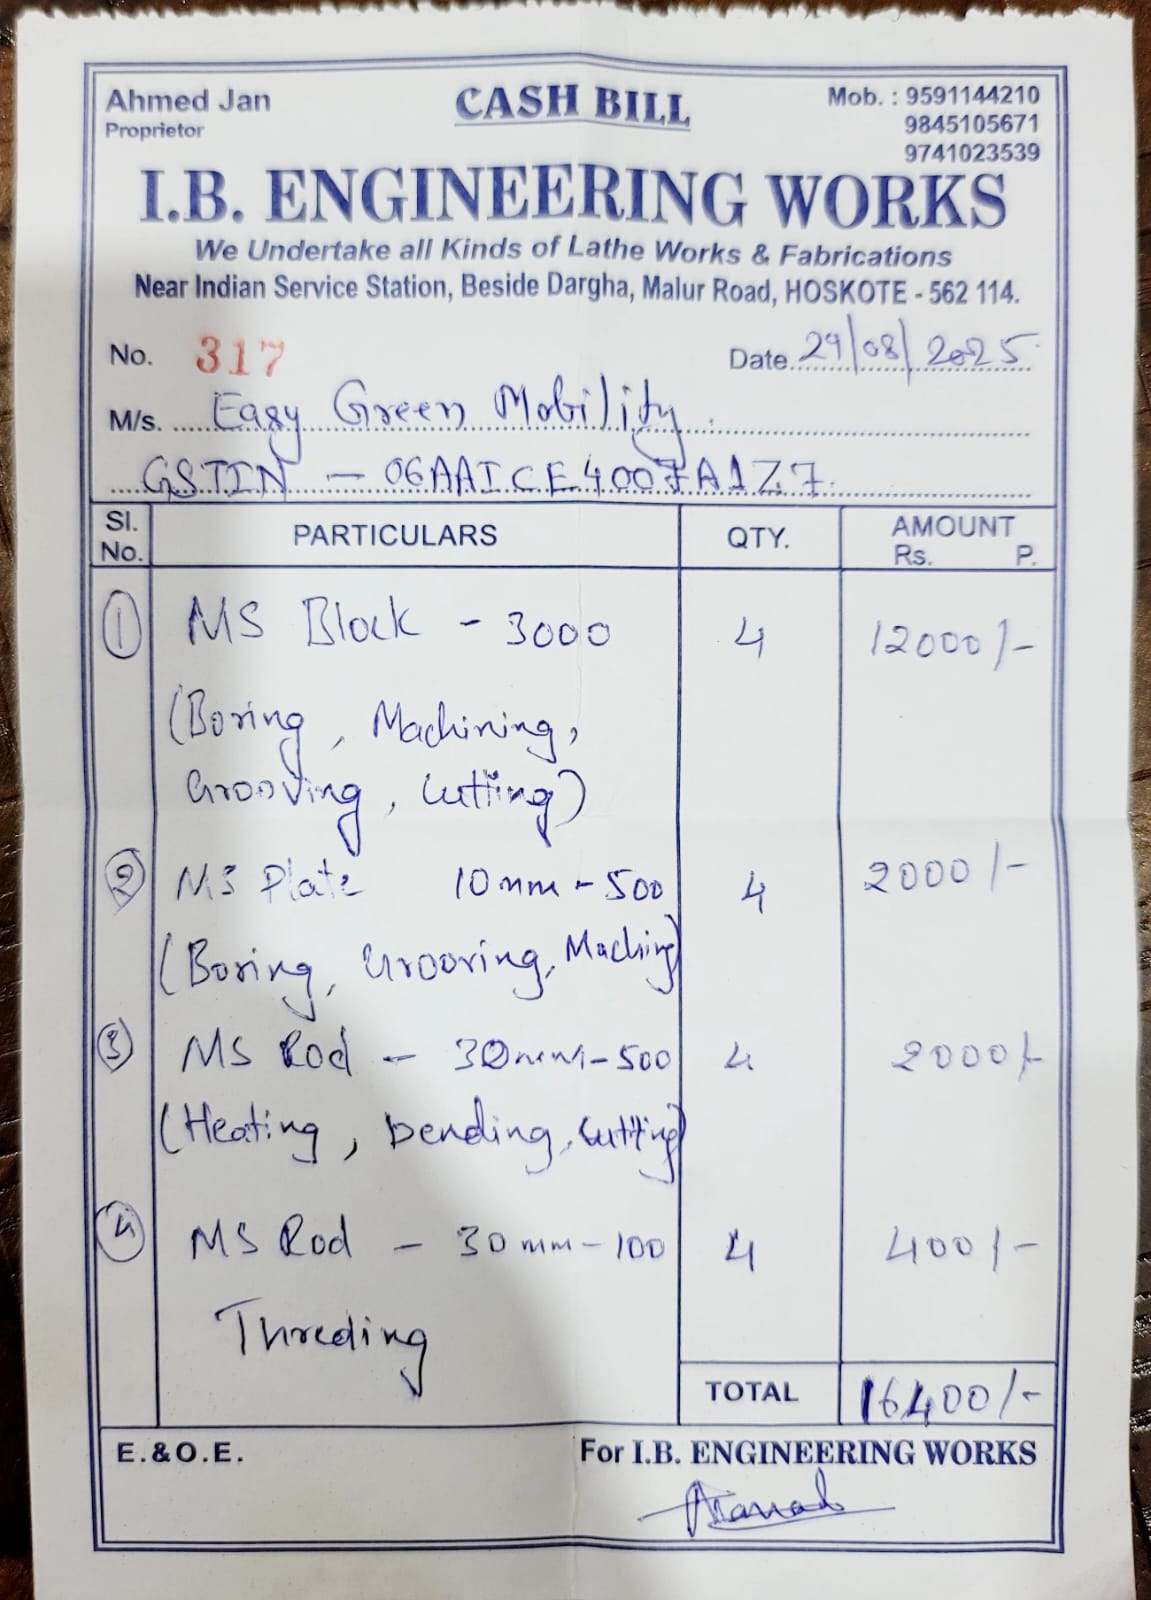 Ahmed Jan
Proprietor
CASH BILL
Mob. : 9591144210
9845105671
9741023539
I.B. ENGINEERING WORKS
We Undertake all Kinds of Lathe Works & Fabrications
Near Indian Service Station, Beside Dargha, Malur Road, HOSKOTE - 562 114.
No. 317 Date 29/08/2025
M/s. Easy Green Mobility
GSTIN - 06AAICE4007A1Z7
Sl. No. PARTICULARS QTY. AMOUNT Rs. P.
1 MS Block - 3000 4 12000/-
(Boring, Machining,
Grooving, Cutting)
2 MS Plate 10mm - 500 4 2000/-
(Boring, Grooving, Maching)
3 MS Rod - 30mm - 500 4 2000/-
(Heating, bending, Cutting)
4 MS Rod - 30mm - 100 4 400/-
Threding
TOTAL 16400/-
E.&O.E. For I.B. ENGINEERING WORKS